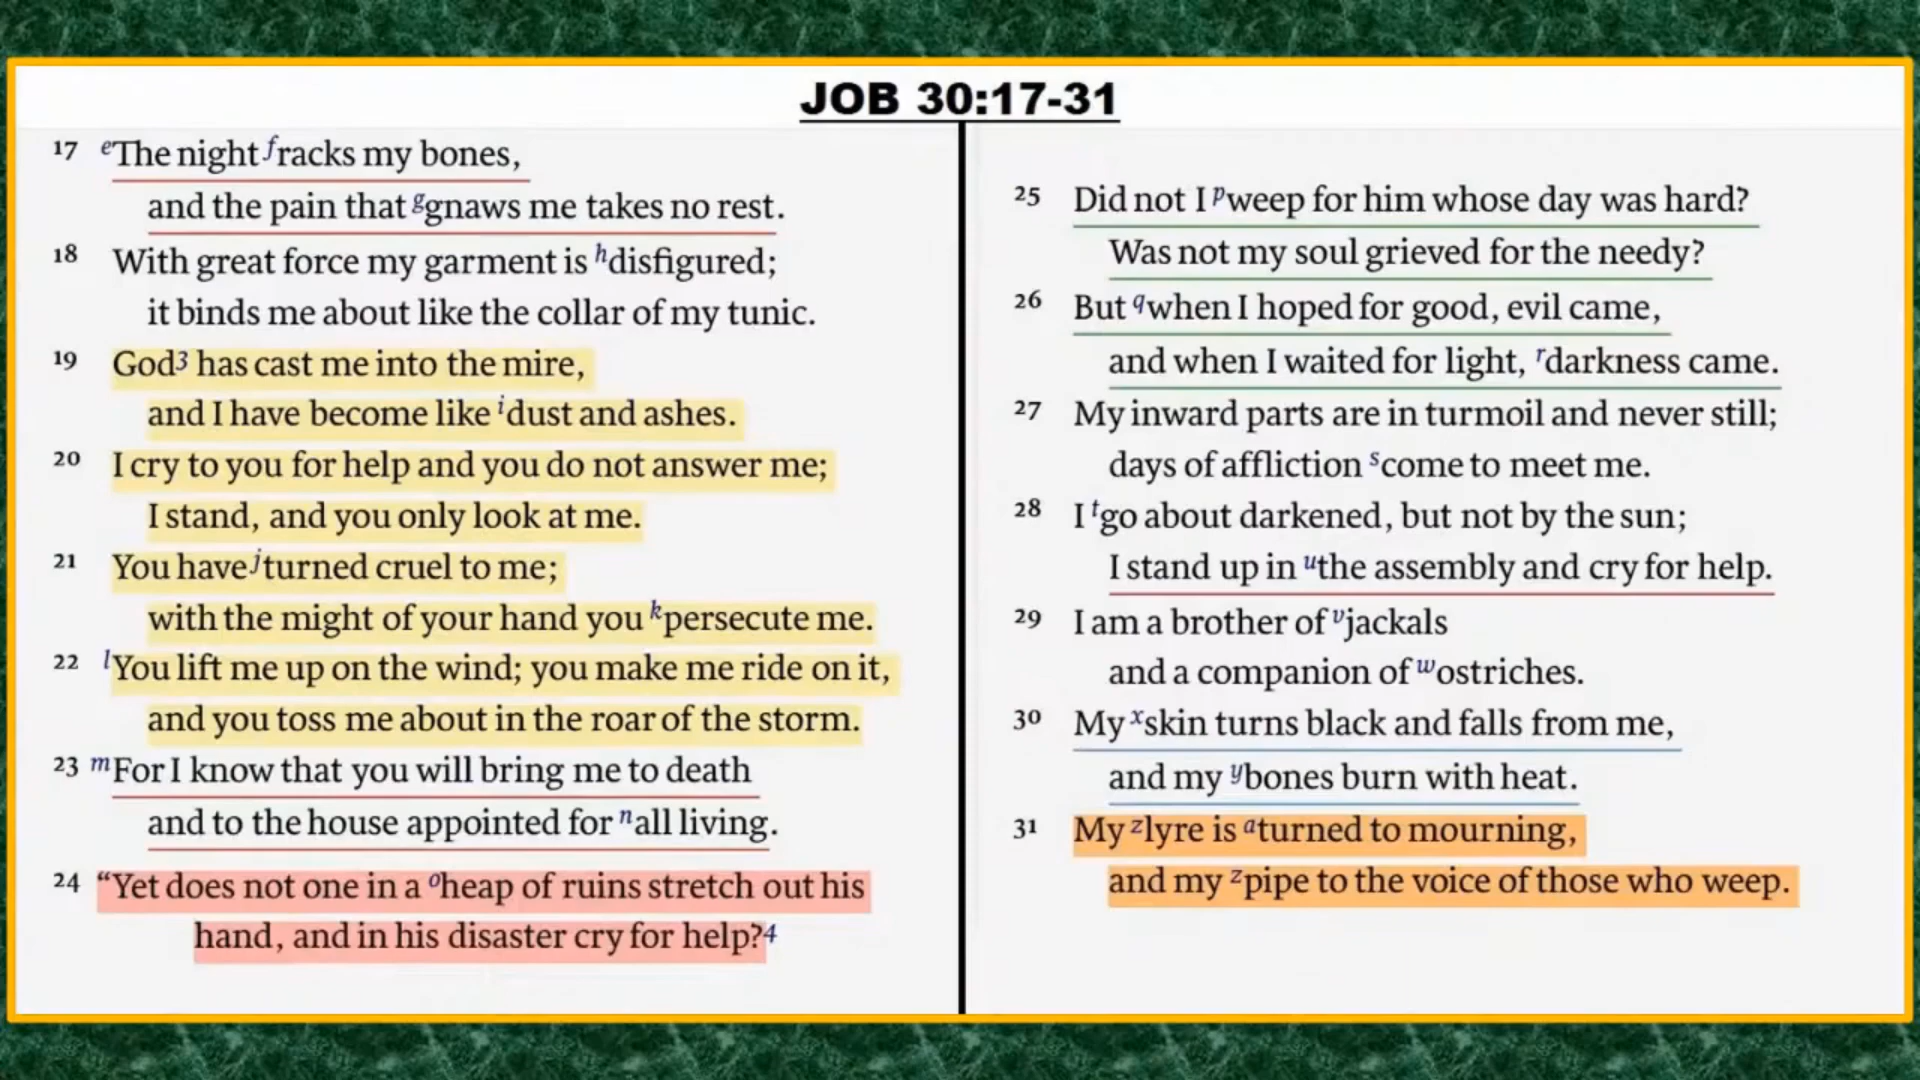 JOB 30:17-31
17 eThe night fracks my bones,
and the pain that ggnaws me takes no rest.
18 With great force my garment is hdisfigured;
it binds me about like the collar of my tunic.
19 God3 has cast me into the mire,
and I have become like idust and ashes.
20 I cry to you for help and you do not answer me;
I stand, and you only look at me.
21 You have jturned cruel to me;
with the might of your hand you kpersecute me.
22 lYou lift me up on the wind; you make me ride on it,
and you toss me about in the roar of the storm.
23 mFor I know that you will bring me to death
and to the house appointed for nall living.
24 “Yet does not one in a oheap of ruins stretch out his
hand, and in his disaster cry for help?4
25 Did not I pweep for him whose day was hard?
Was not my soul grieved for the needy?
26 But qwhen I hoped for good, evil came,
and when I waited for light, rdarkness came.
27 My inward parts are in turmoil and never still;
days of affliction scome to meet me.
28 I tgo about darkened, but not by the sun;
I stand up in uthe assembly and cry for help.
29 I am a brother of vjackals
and a companion of wostriches.
30 My xskin turns black and falls from me,
and my ybones burn with heat.
31 My zlyre is aturned to mourning,
and my zpipe to the voice of those who weep.